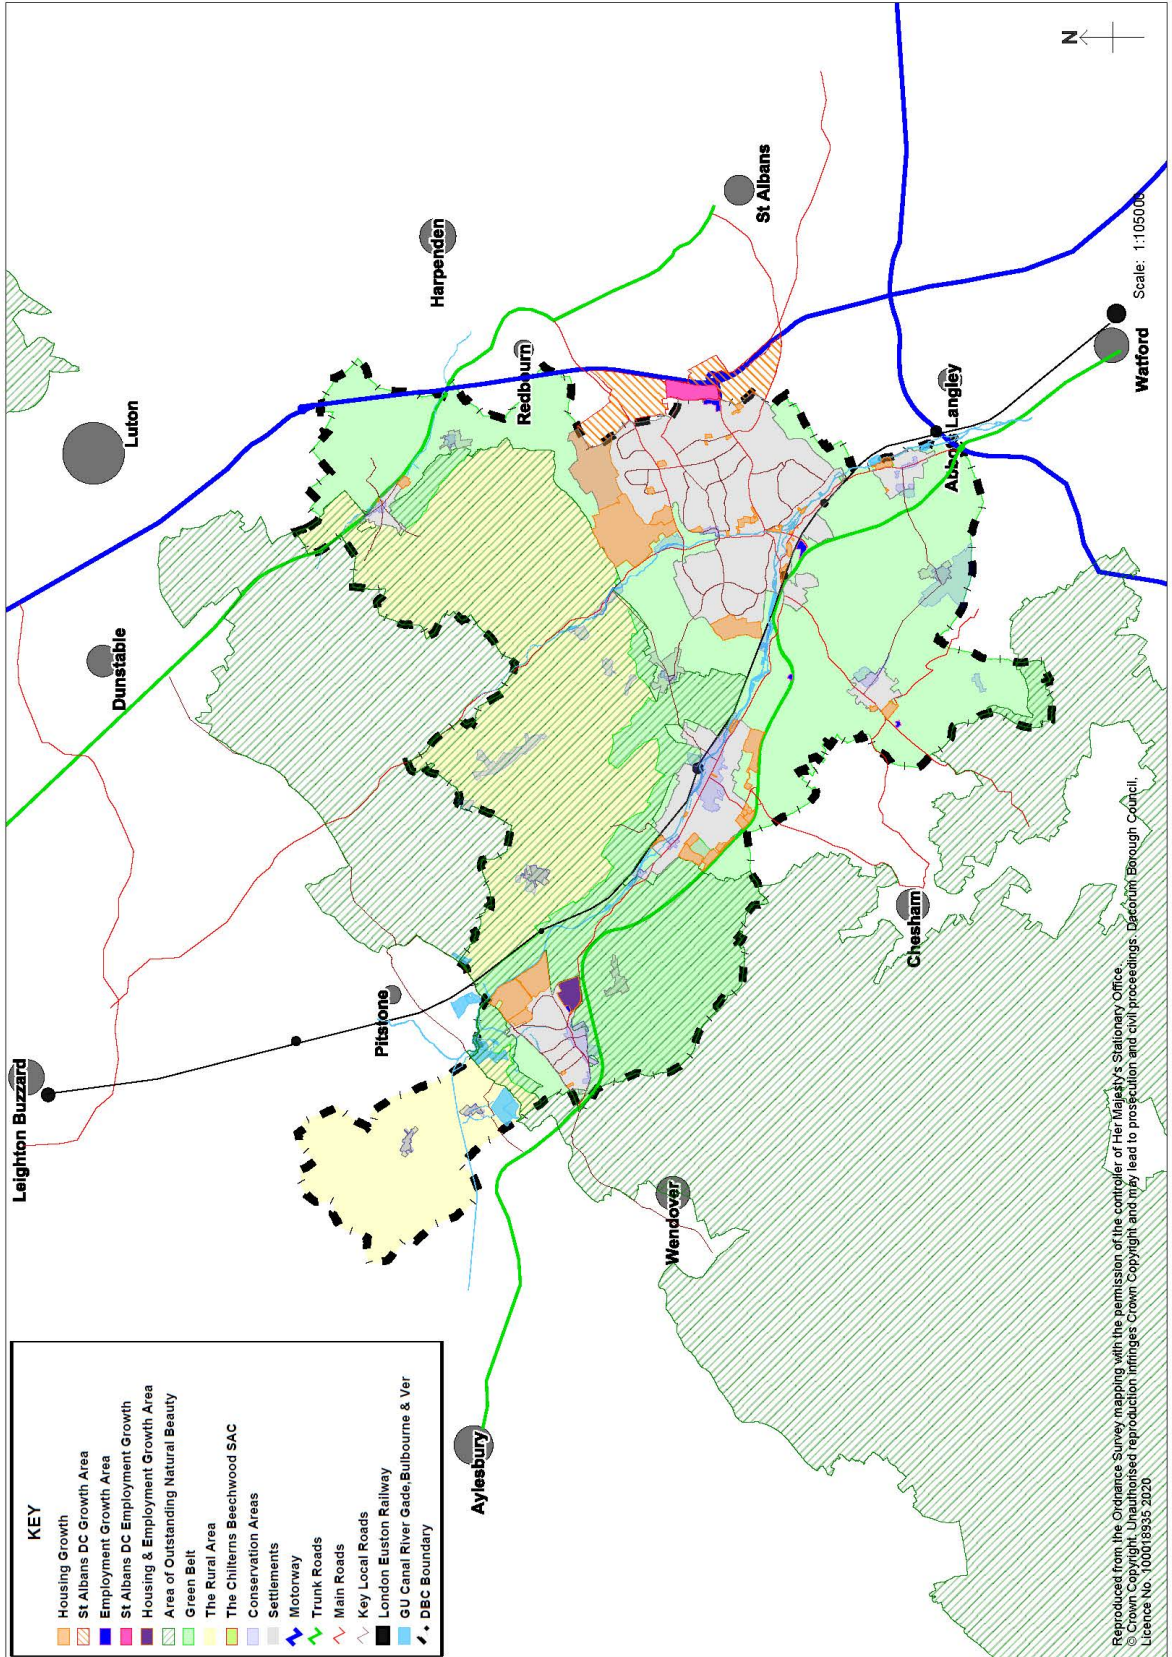 KEY
Housing Growth
St Albans DC Growth Area
Employment Growth Area
St Albans DC Employment Growth
Housing & Employment Growth Area
Area of Outstanding Natural Beauty
Green Belt
The Rural Area
The Chilterns Beechwood SAC
Conservation Areas
Settlements
Motorway
Trunk Roads
Main Roads
Key Local Roads
London Euston Railway
GU Canal River Gade,Bulbourne & Ver
DBC Boundary
Leighton Buzzard
Dunstable
Luton
Harpenden
Redbourn
St Albans
Pitstone
Aylesbury
Wendover
Chesham
Abbots Langley
Watford
N
Scale: 1:105000
Reproduced from the Ordnance Survey mapping with the permission of the controller of Her Majesty's Stationary Office.
© Crown Copyright. Unauthorised reproduction infringes Crown Copyright and may lead to prosecution and civil proceedings. Dacorum Borough Council,
Licence No. 100018935 2020